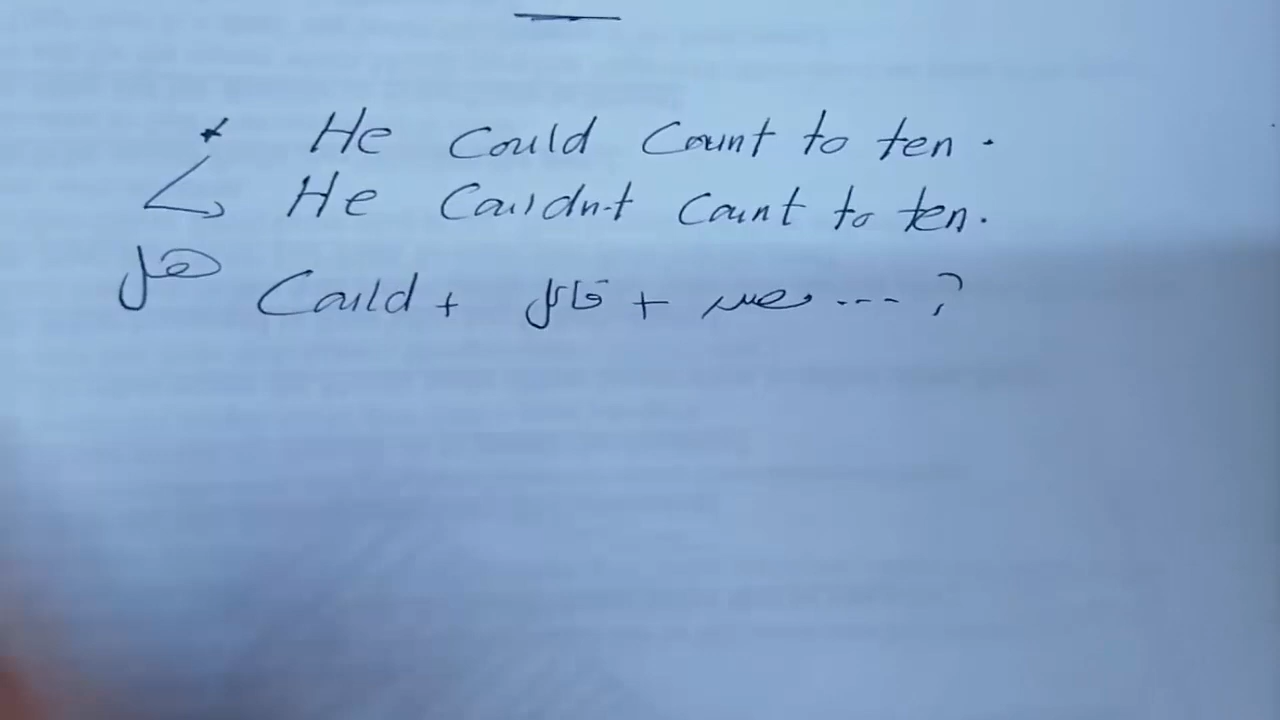 * He could count to ten.
He couldn't count to ten.
هل Could + فاعل + مصدر ... ?